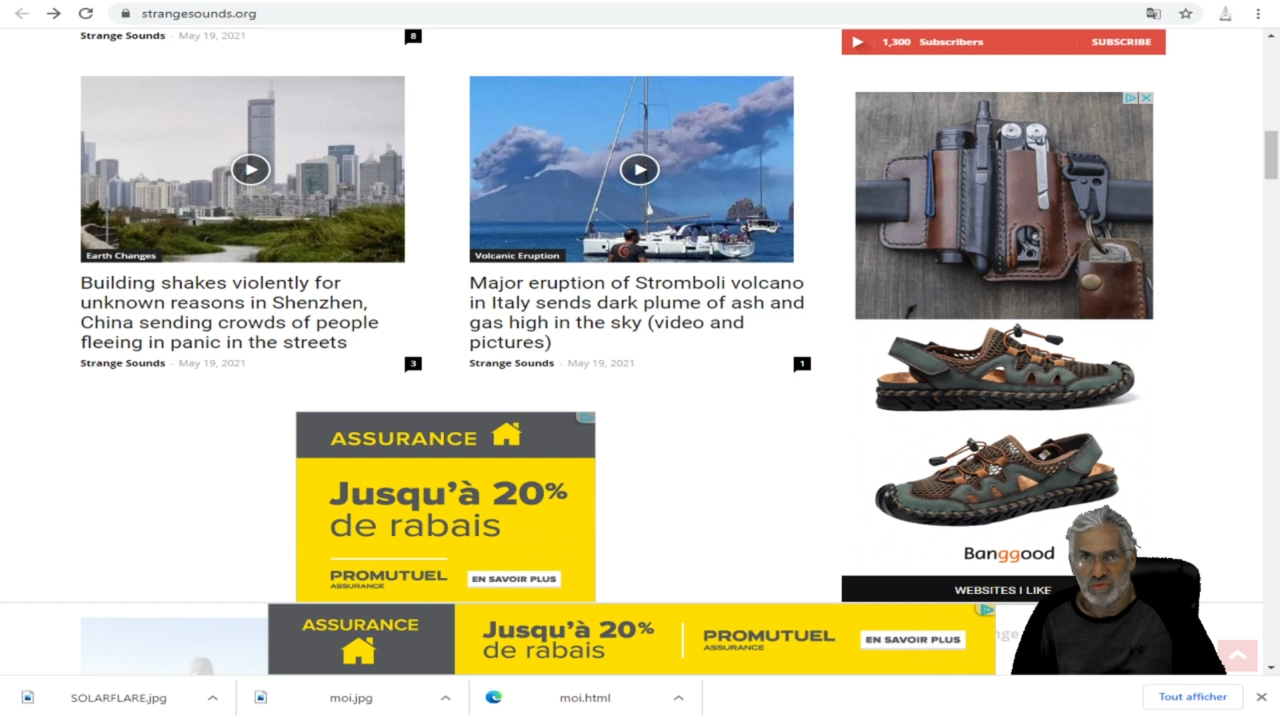 strangesounds.org
Strange Sounds - May 19, 2021
8
1,300 Subscribers
SUBSCRIBE
Earth Changes
Building shakes violently for
unknown reasons in Shenzhen,
China sending crowds of people
fleeing in panic in the streets
Strange Sounds - May 19, 2021
3
Volcanic Eruption
Major eruption of Stromboli volcano
in Italy sends dark plume of ash and
gas high in the sky (video and
pictures)
Strange Sounds - May 19, 2021
1
ASSURANCE
Jusqu'à 20%
de rabais
PROMUTUEL
ASSURANCE
EN SAVOIR PLUS
Banggood
WEBSITES I LIKE
ASSURANCE
Jusqu'à 20%
de rabais
PROMUTUEL
ASSURANCE
EN SAVOIR PLUS
SOLARFLARE.jpg
moi.jpg
moi.html
Tout afficher